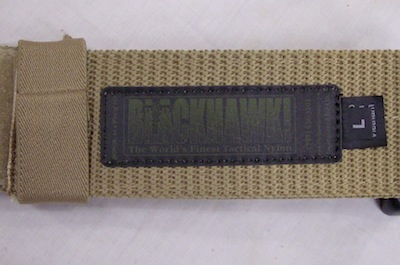 BLACKHAWK!
The World's Finest Tactical Nylon
L